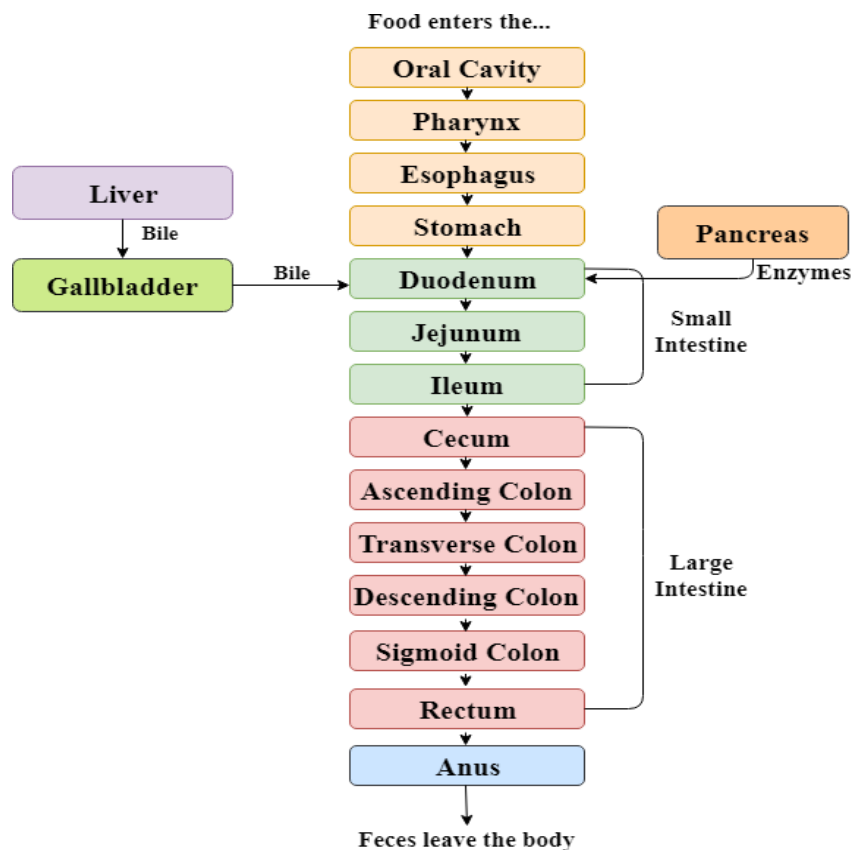 Food enters the...
Oral Cavity
Pharynx
Esophagus
Liver
Stomach
Pancreas
Bile
Gallbladder
Bile
Duodenum
Enzymes
Jejunum
Small
Intestine
Ileum
Cecum
Ascending Colon
Transverse Colon
Large
Intestine
Descending Colon
Sigmoid Colon
Rectum
Anus
Feces leave the body